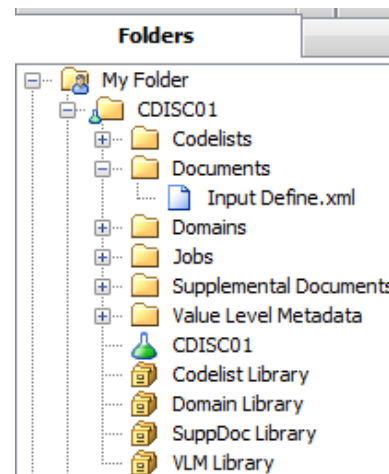 Folders
My Folder
CDISC01
Codelists
Documents
Input Define.xml
Domains
Jobs
Supplemental Documents
Value Level Metadata
CDISC01
Codelist Library
Domain Library
SuppDoc Library
VLM Library